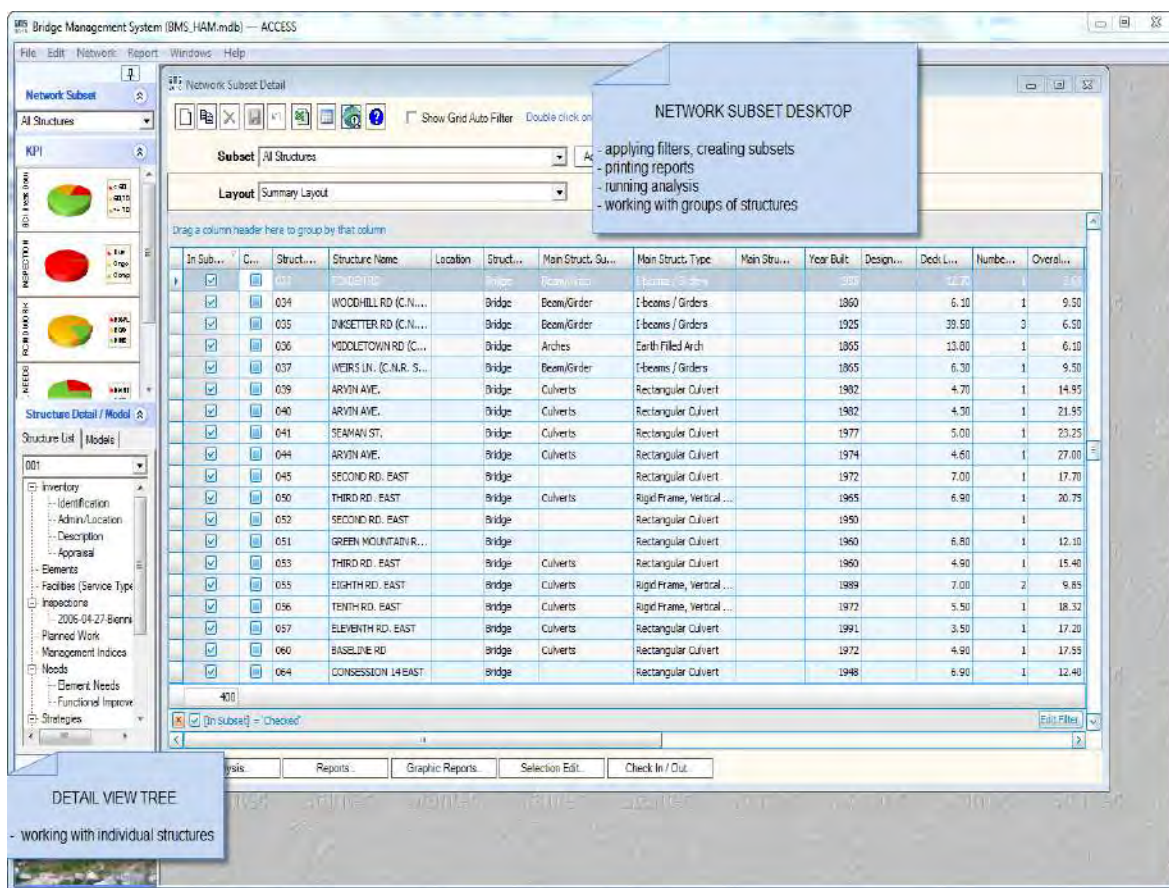 Bridge Management System (BMS_HAM.mdb) — ACCESS
File Edit Network Report Windows Help
Network Subset
All Structures
KPI
INSPECTION
NEEDS
Structure Detail / Model
Structure List Models
001
Inventory
Identification
Admin/Location
Description
Appraisal
Elements
Facilities (Service Type
Inspections
2006-04-27-Bienni
Planned Work
Management Indices
Needs
Element Needs
Functional Improve
Strategies
Network Subset Detail
Show Grid Auto Filter Double click on
Subset All Structures
Layout Summary Layout
NETWORK SUBSET DESKTOP
- applying filters, creating subsets
- printing reports
- running analysis
- working with groups of structures
Drag a column header here to group by that column
In Sub... C... Struct... Structure Name Location Struct... Main Struct. Su... Main Struct. Type Main Stru... Year Built Design... Deck L... Numbe... Overal...
034 WOODHILL RD (C.N.... Bridge Beam/Girder I-beams / Girders 1860 6.10 1 9.50
035 INKSETTER RD (C.N.... Bridge Beam/Girder I-beams / Girders 1925 39.50 3 6.50
036 MIDDLETOWN RD (C... Bridge Arches Earth Filled Arch 1865 13.80 1 6.10
037 WEIRS LN. (C.N.R. S... Bridge Beam/Girder I-beams / Girders 1865 6.30 1 9.50
039 ARVIN AVE. Bridge Culverts Rectangular Culvert 1982 4.70 1 14.95
040 ARVIN AVE. Bridge Culverts Rectangular Culvert 1982 4.30 1 21.95
041 SEAMAN ST. Bridge Culverts Rectangular Culvert 1977 5.00 1 23.25
044 ARVIN AVE. Bridge Culverts Rectangular Culvert 1974 4.60 1 27.00
045 SECOND RD. EAST Bridge Rectangular Culvert 1972 7.00 1 17.70
050 THIRD RD. EAST Bridge Culverts Rigid Frame, Vertical ... 1965 6.90 1 20.75
052 SECOND RD. EAST Bridge Rectangular Culvert 1950 1
051 GREEN MOUNTAIN R... Bridge Rectangular Culvert 1960 6.80 1 12.10
053 THIRD RD. EAST Bridge Culverts Rectangular Culvert 1960 4.90 1 15.40
055 EIGHTH RD. EAST Bridge Culverts Rigid Frame, Vertical ... 1989 7.00 2 9.85
056 TENTH RD. EAST Bridge Culverts Rigid Frame, Vertical ... 1972 5.50 1 18.32
057 ELEVENTH RD. EAST Bridge Culverts Rectangular Culvert 1991 3.50 1 17.20
060 BASELINE RD Bridge Culverts Rectangular Culvert 1972 4.90 1 17.55
064 CONSESSION 14 EAST Bridge Rectangular Culvert 1948 6.90 1 12.40
400
[In Subset] = 'Checked' Edit Filter
Reports... Graphic Reports... Selection Edit... Check In / Out...
DETAIL VIEW TREE
- working with individual structures